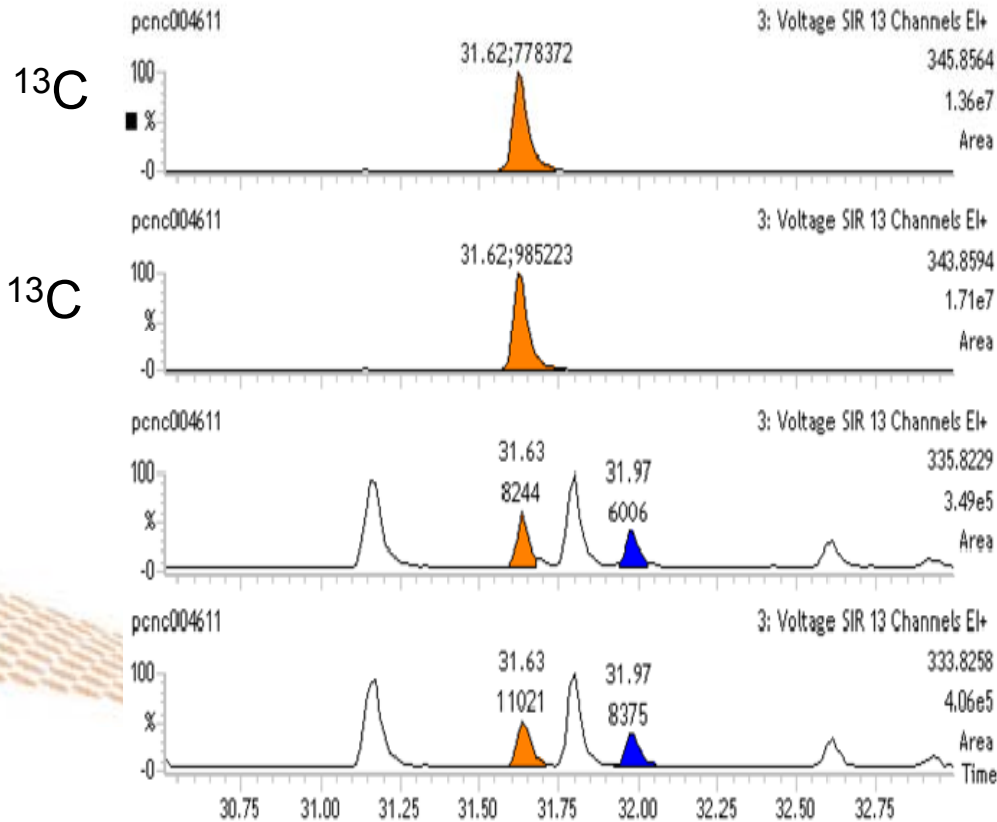 pcnc004611 3: Voltage SIR 13 Channels EI+
13C
31.62;778372
345.8564
1.36e7
Area
100
%
-0
pcnc004611 3: Voltage SIR 13 Channels EI+
13C
31.62;985223
343.8594
1.71e7
Area
100
%
-0
pcnc004611 3: Voltage SIR 13 Channels EI+
335.8229
3.49e5
Area
100
%
-0
31.63
8244
31.97
6006
pcnc004611 3: Voltage SIR 13 Channels EI+
333.8258
4.06e5
Area
100
%
-0
31.63
11021
31.97
8375
Time
30.75 31.00 31.25 31.50 31.75 32.00 32.25 32.50 32.75